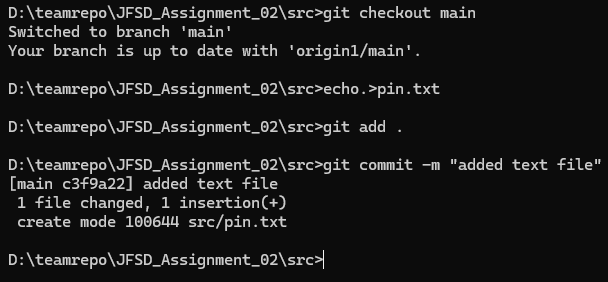 D:\teamrepo\JFSD_Assignment_02\src>git checkout main
Switched to branch 'main'
Your branch is up to date with 'origin1/main'.
D:\teamrepo\JFSD_Assignment_02\src>echo.>pin.txt
D:\teamrepo\JFSD_Assignment_02\src>git add .
D:\teamrepo\JFSD_Assignment_02\src>git commit -m "added text file"
[main c3f9a22] added text file
 1 file changed, 1 insertion(+)
 create mode 100644 src/pin.txt
D:\teamrepo\JFSD_Assignment_02\src>